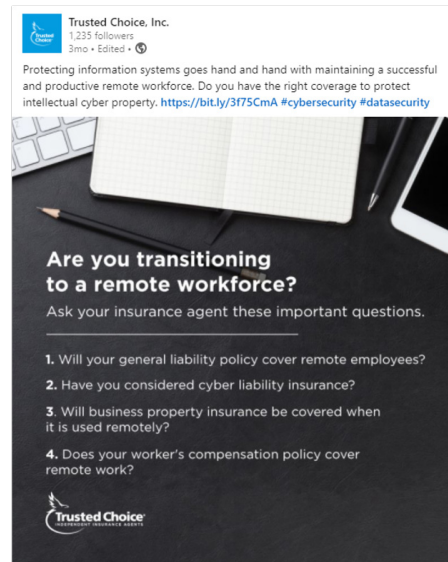 Trusted Choice
Trusted Choice, Inc.
1,235 followers
3mo • Edited •
Protecting information systems goes hand and hand with maintaining a successful
and productive remote workforce. Do you have the right coverage to protect
intellectual cyber property. https://bit.ly/3f75CmA #cybersecurity #datasecurity
Are you transitioning
to a remote workforce?
Ask your insurance agent these important questions.
1. Will your general liability policy cover remote employees?
2. Have you considered cyber liability insurance?
3. Will business property insurance be covered when
it is used remotely?
4. Does your worker's compensation policy cover
remote work?
Trusted Choice
INDEPENDENT INSURANCE AGENTS